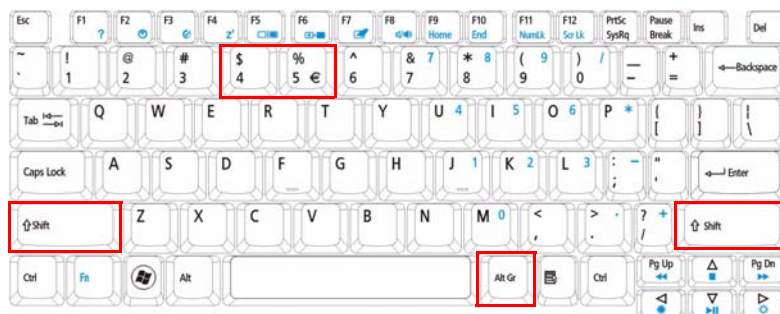 Esc F1 ? F2 F3 F4 zᶻ F5 F6 F7 F8 F9 Home F10 End F11 NumLk F12 Scr Lk PrtSc SysRq Pause Break Ins Del
~ ` ! 1 @ 2 # 3 $ 4 % 5 € ^ 6 & 7 7 * 8 8 ( 9 9 ) 0 / _ - + = Backspace
Tab Q W E R T Y U 4 I 5 O 6 P * { [ } ] | \
Caps Lock A S D F G H J 1 K 2 L 3 : ; - " ' Enter
Shift Z X C V B N M 0 < , > . . ? / + Shift
Ctrl Fn Alt Alt Gr Ctrl Pg Up Pg Dn